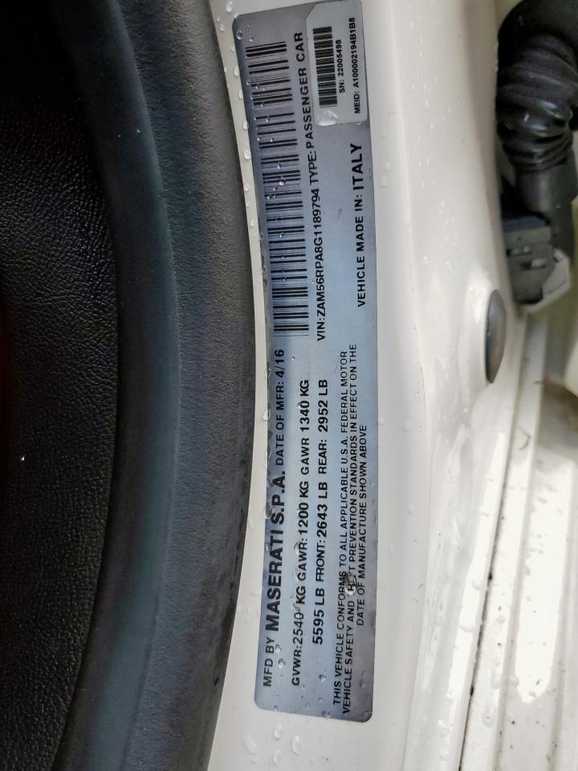 MFD BY MASERATI S.P.A. DATE OF MFR: 4/16
GVWR:2540 KG GAWR:1200 KG GAWR 1340 KG
5595 LB FRONT:2643 LB REAR: 2952 LB
THIS VEHICLE CONFORMS TO ALL APPLICABLE U.S.A. FEDERAL MOTOR
VEHICLE SAFETY AND THEFT PREVENTION STANDARDS IN EFFECT ON THE
DATE OF MANUFACTURE SHOWN ABOVE
VIN:ZAM56RPA8G1189794 TYPE:PASSENGER CAR
VEHICLE MADE IN: ITALY
SN: 22005498
MEID: A100002194B1B8